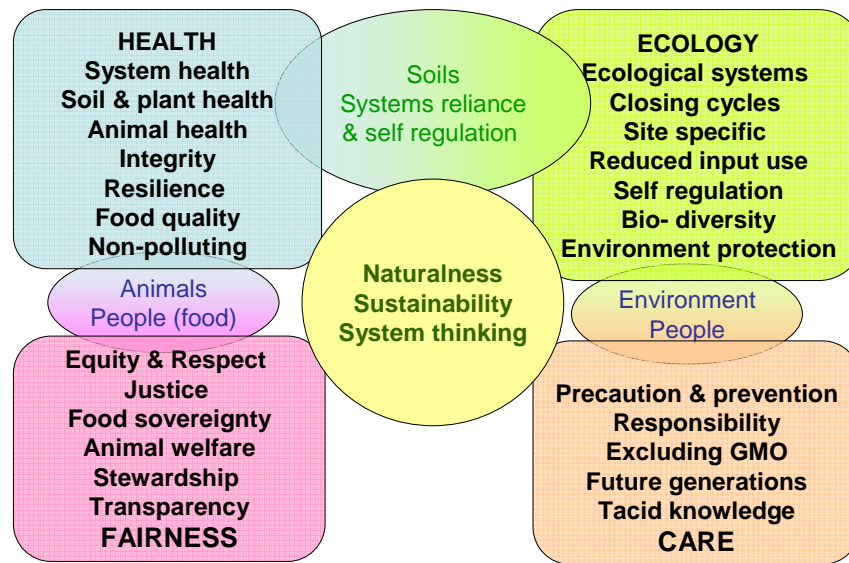 HEALTH
System health
Soil & plant health
Animal health
Integrity
Resilience
Food quality
Non-polluting
Soils
Systems reliance
& self regulation
ECOLOGY
Ecological systems
Closing cycles
Site specific
Reduced input use
Self regulation
Bio- diversity
Environment protection
Naturalness
Sustainability
System thinking
Animals
People (food)
Environment
People
Equity & Respect
Justice
Food sovereignty
Animal welfare
Stewardship
Transparency
FAIRNESS
Precaution & prevention
Responsibility
Excluding GMO
Future generations
Tacid knowledge
CARE